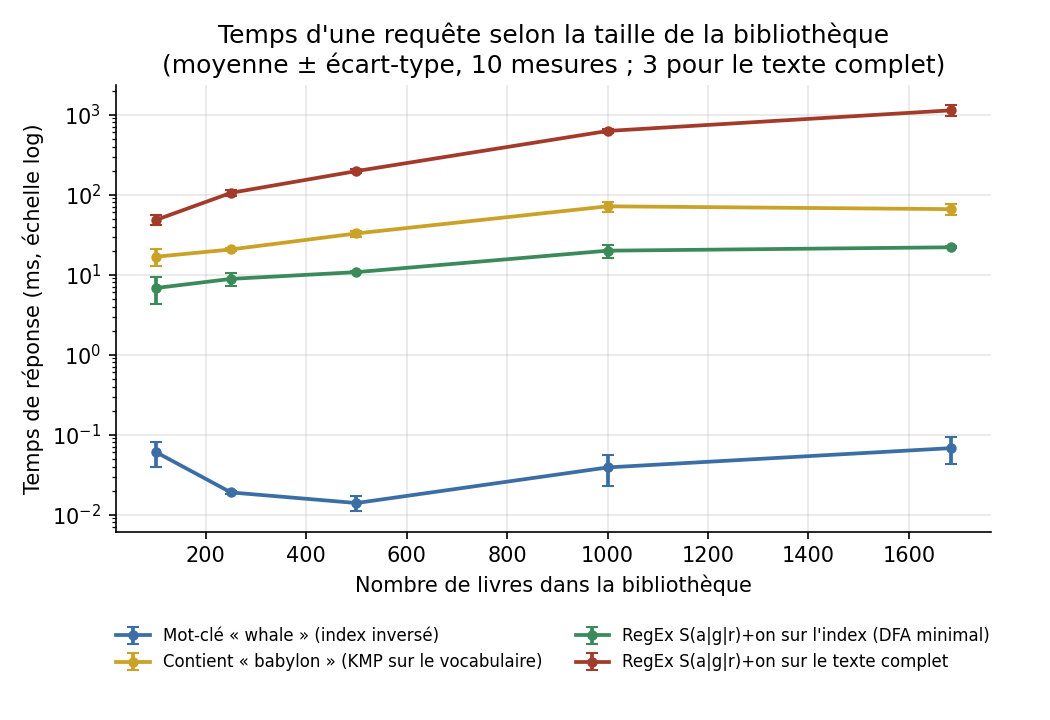 Temps d'une requête selon la taille de la bibliothèque
(moyenne ± écart-type, 10 mesures ; 3 pour le texte complet)
Temps de réponse (ms, échelle log)
10³
10²
10¹
10⁰
10⁻¹
10⁻²
200 400 600 800 1000 1200 1400 1600
Nombre de livres dans la bibliothèque
Mot-clé « whale » (index inversé)
Contient « babylon » (KMP sur le vocabulaire)
RegEx S(a|g|r)+on sur l'index (DFA minimal)
RegEx S(a|g|r)+on sur le texte complet